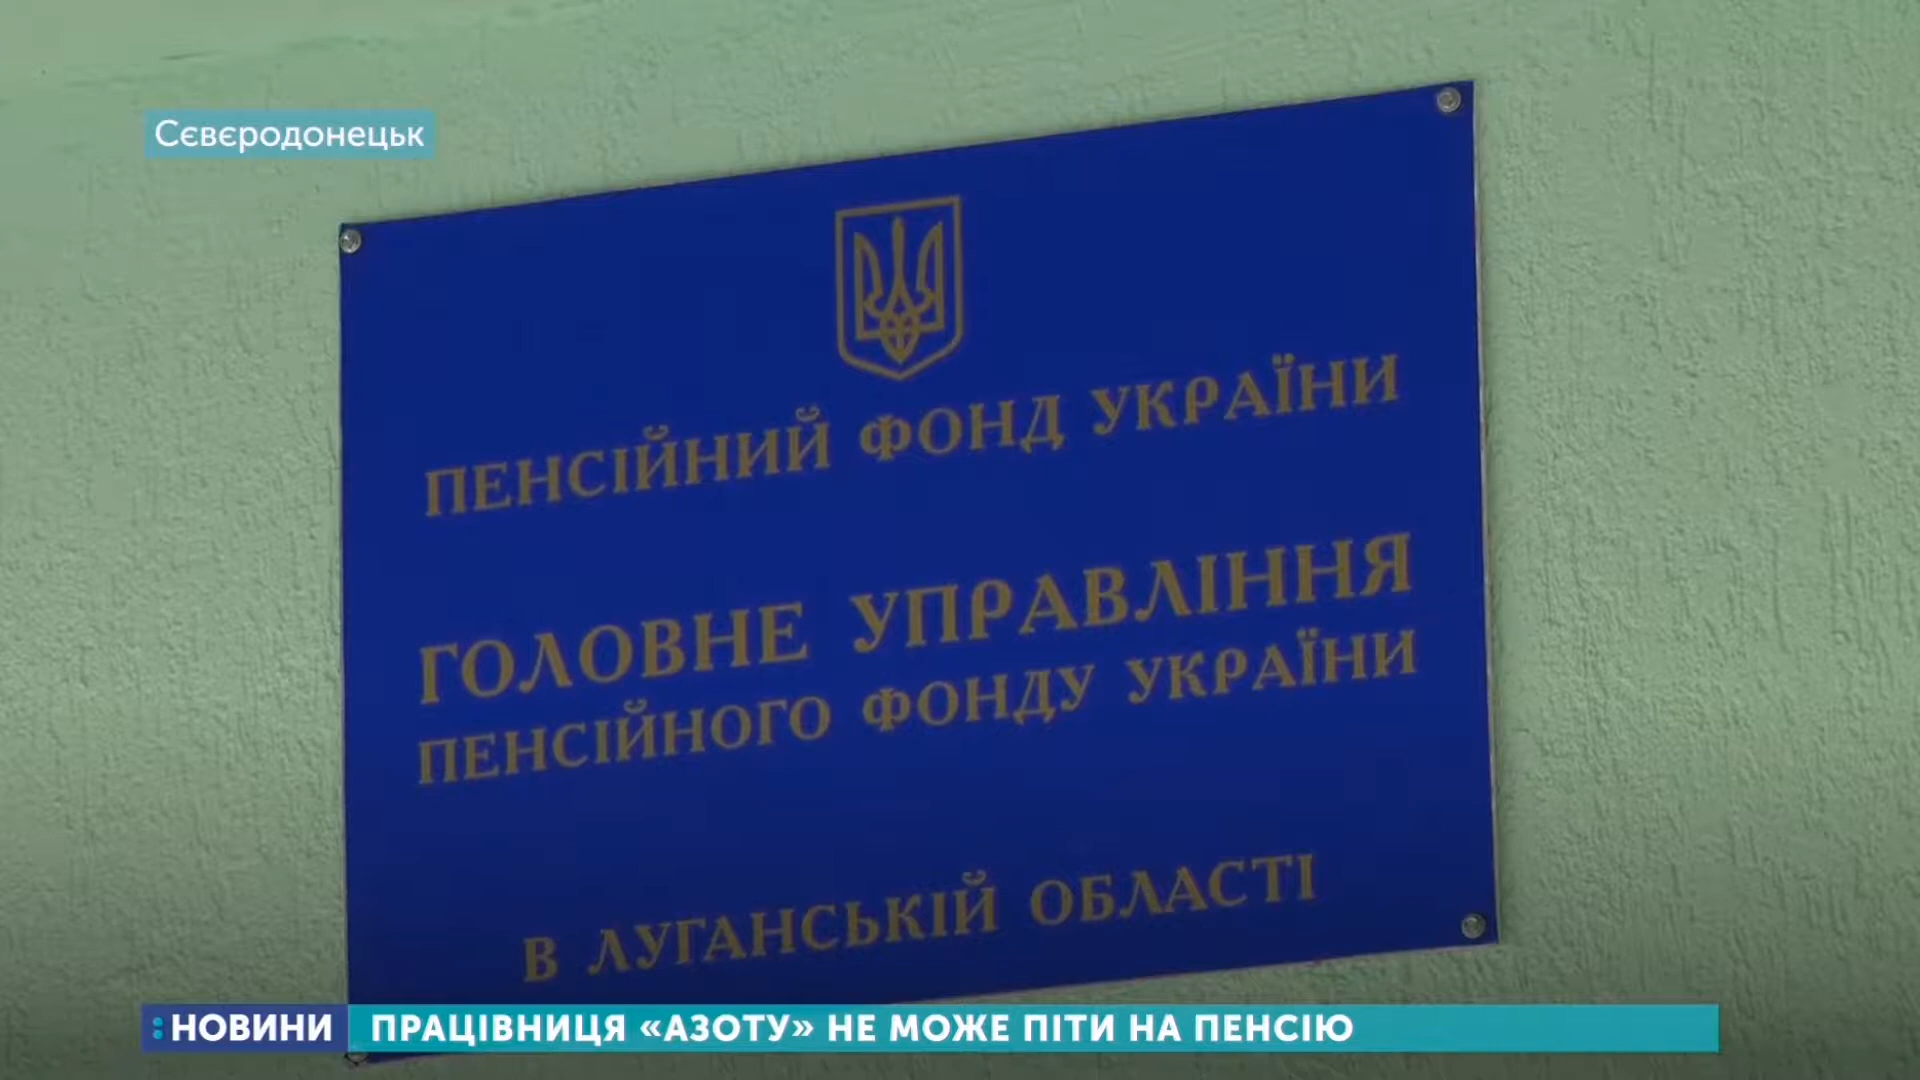 Сєвєродонецьк
ПЕНСІЙНИЙ ФОНД УКРАЇНИ
ГОЛОВНЕ УПРАВЛІННЯ
ПЕНСІЙНОГО ФОНДУ УКРАЇНИ
В ЛУГАНСЬКІЙ ОБЛАСТІ
:НОВИНИ ПРАЦІВНИЦЯ «АЗОТУ» НЕ МОЖЕ ПІТИ НА ПЕНСІЮ